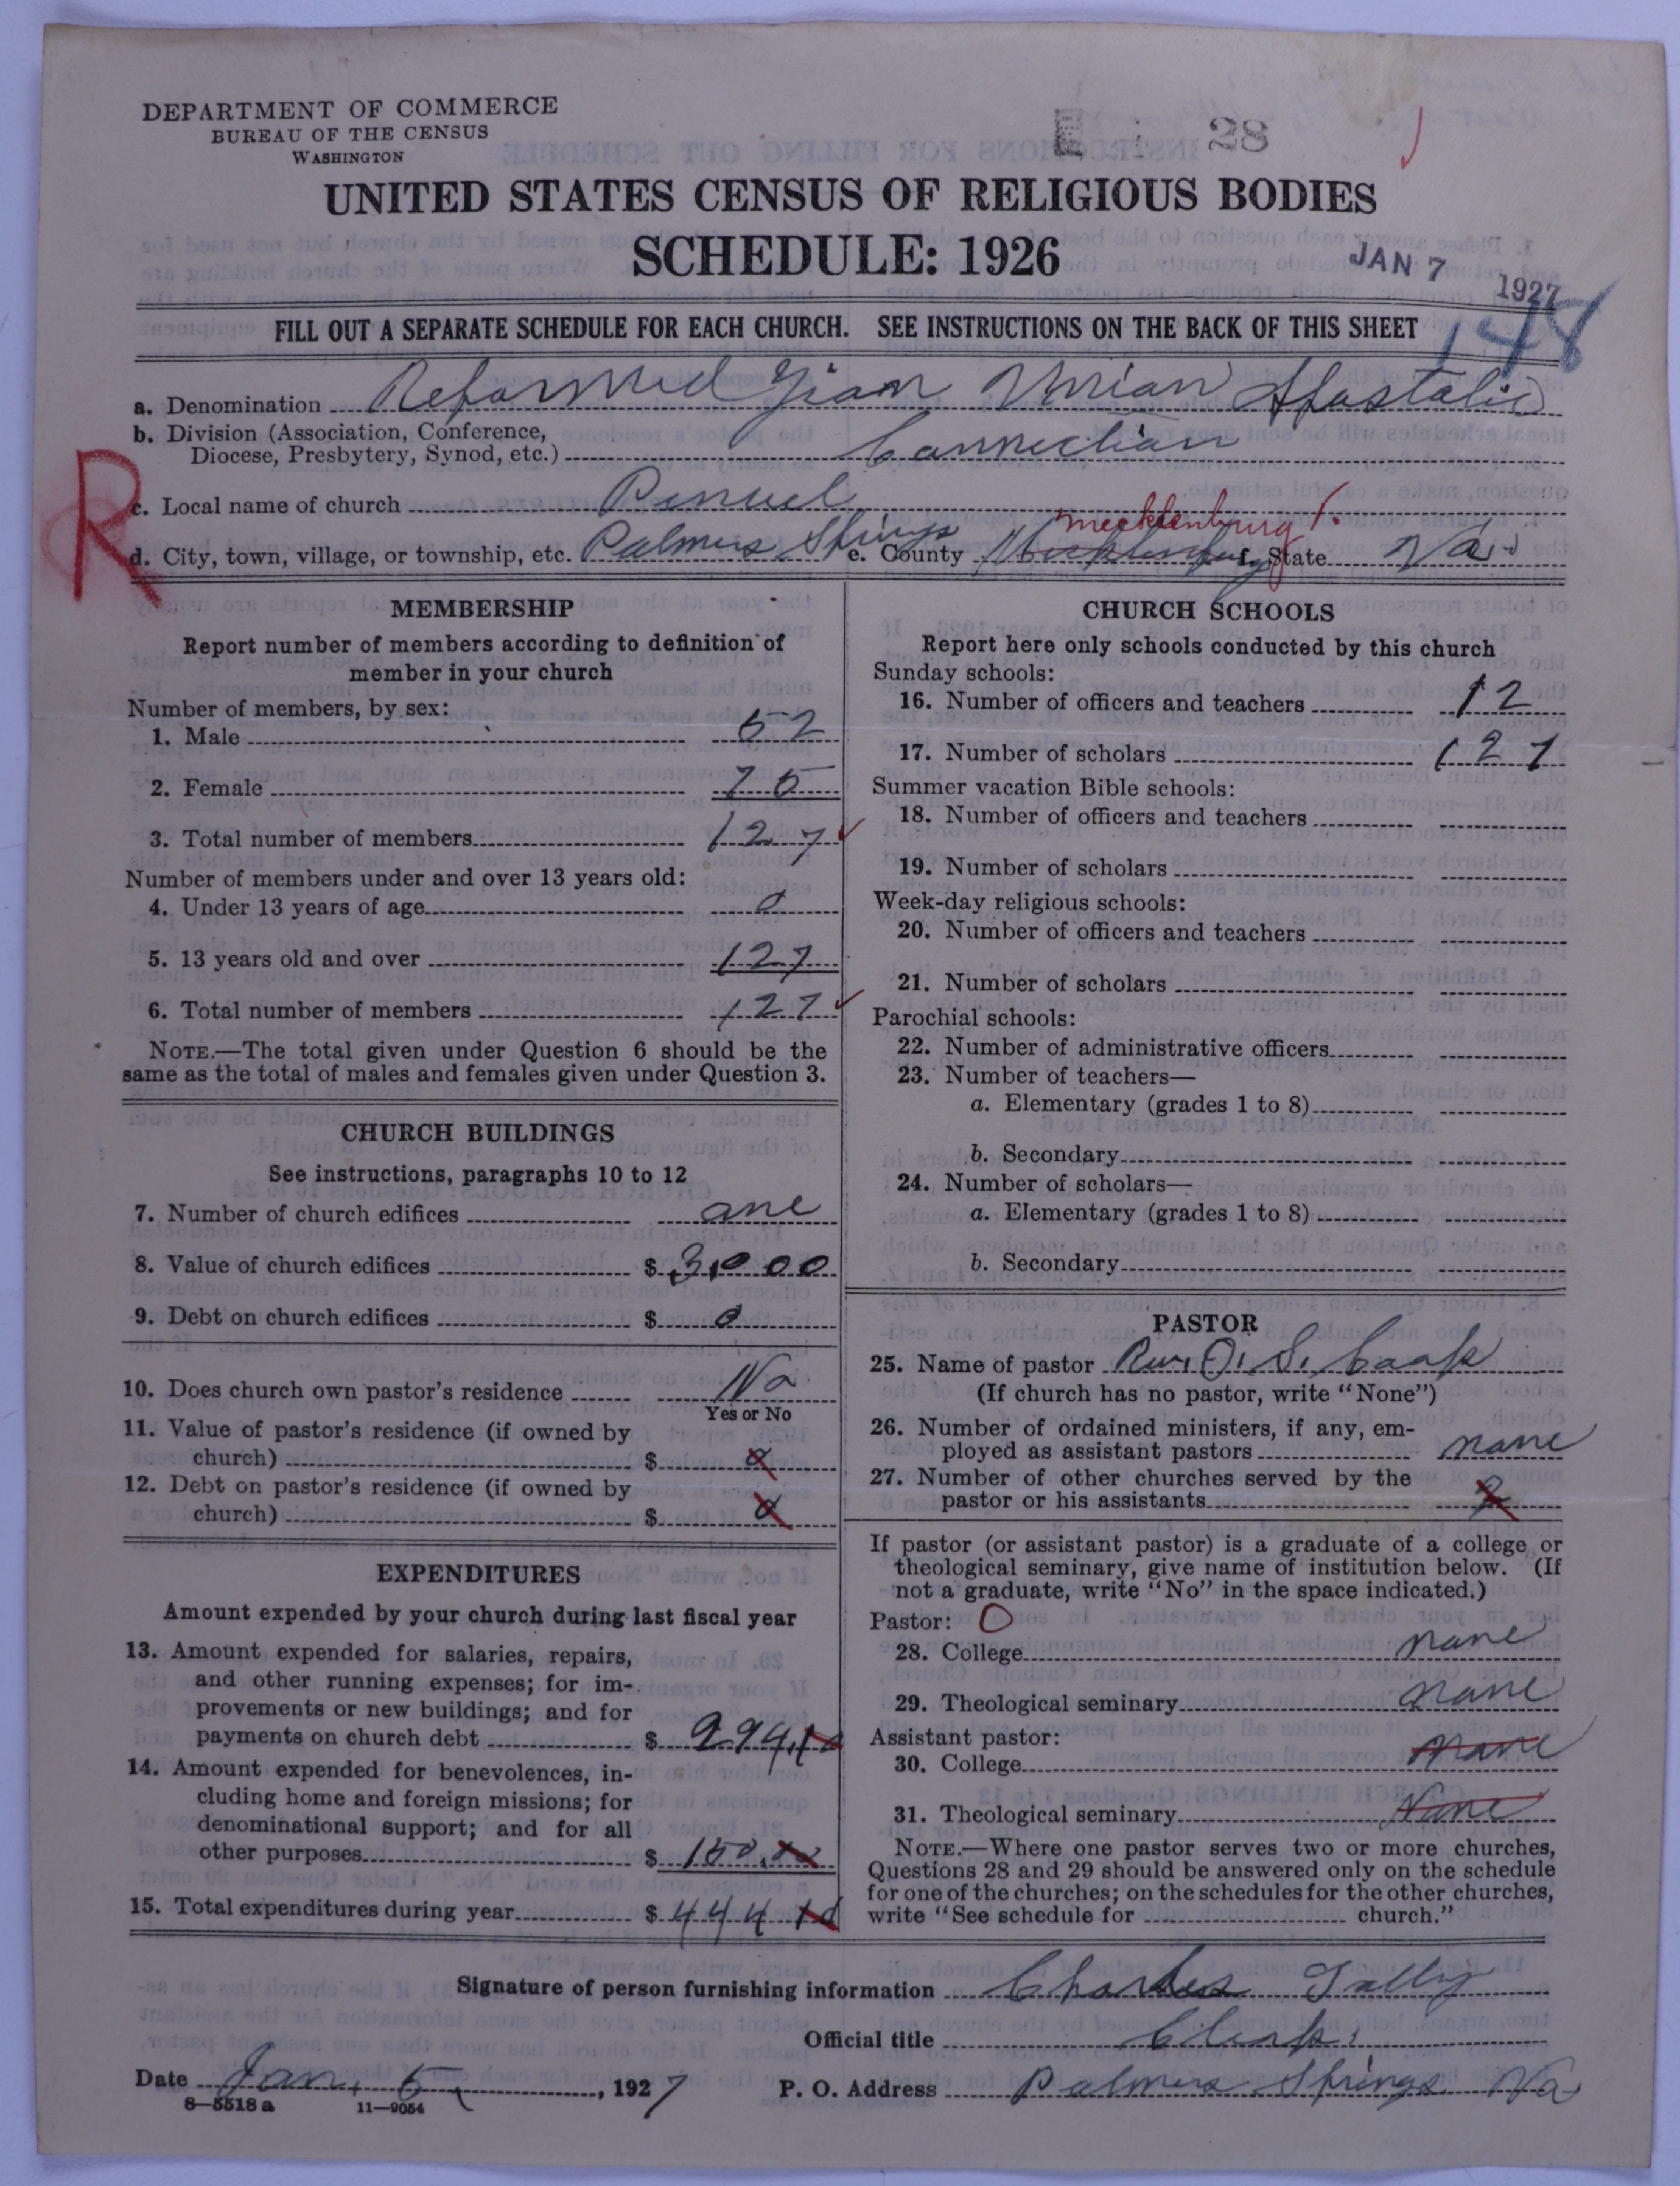 DEPARTMENT OF COMMERCE
BUREAU OF THE CENSUS
WASHINGTON
28
UNITED STATES CENSUS OF RELIGIOUS BODIES
SCHEDULE: 1926
JAN 7 1927
148
FILL OUT A SEPARATE SCHEDULE FOR EACH CHURCH. SEE INSTRUCTIONS ON THE BACK OF THIS SHEET
a. Denomination Reformed Zion Union Apostolic
b. Division (Association, Conference,
Diocese, Presbytery, Synod, etc.) Connection
R
c. Local name of church Penuel
mecklenburg
d. City, town, village, or township, etc. Palmers Springs e. County Mecklenburg f. State Va.
MEMBERSHIP
Report number of members according to definition of
member in your church
Number of members, by sex:
1. Male 52
2. Female 75
3. Total number of members 127
Number of members under and over 13 years old:
4. Under 13 years of age 0
5. 13 years old and over 127
6. Total number of members 127
NOTE.—The total given under Question 6 should be the
same as the total of males and females given under Question 3.
CHURCH BUILDINGS
See instructions, paragraphs 10 to 12
7. Number of church edifices one
8. Value of church edifices $ 3,000
9. Debt on church edifices $ 0
10. Does church own pastor's residence No
Yes or No
11. Value of pastor's residence (if owned by
church) $ 0
12. Debt on pastor's residence (if owned by
church) $ 0
EXPENDITURES
Amount expended by your church during last fiscal year
13. Amount expended for salaries, repairs,
and other running expenses; for im-
provements or new buildings; and for
payments on church debt $ 294.10
14. Amount expended for benevolences, in-
cluding home and foreign missions; for
denominational support; and for all
other purposes $ 150.00
15. Total expenditures during year $ 444 10
CHURCH SCHOOLS
Report here only schools conducted by this church
Sunday schools:
16. Number of officers and teachers 12
17. Number of scholars 127
Summer vacation Bible schools:
18. Number of officers and teachers
19. Number of scholars
Week-day religious schools:
20. Number of officers and teachers
21. Number of scholars
Parochial schools:
22. Number of administrative officers
23. Number of teachers—
a. Elementary (grades 1 to 8)
b. Secondary
24. Number of scholars—
a. Elementary (grades 1 to 8)
b. Secondary
PASTOR
25. Name of pastor Rev. O. S. Cook
(If church has no pastor, write "None")
26. Number of ordained ministers, if any, em-
ployed as assistant pastors none
27. Number of other churches served by the
pastor or his assistants
If pastor (or assistant pastor) is a graduate of a college or
theological seminary, give name of institution below. (If
not a graduate, write "No" in the space indicated.)
Pastor: O
28. College none
29. Theological seminary none
Assistant pastor:
30. College none
31. Theological seminary None
NOTE.—Where one pastor serves two or more churches,
Questions 28 and 29 should be answered only on the schedule
for one of the churches; on the schedules for the other churches,
write "See schedule for church."
Signature of person furnishing information Charles Tally
Official title Clerk
Date Jan. 5, 1927 P. O. Address Palmers Springs Va
8—5518 a 11—9054